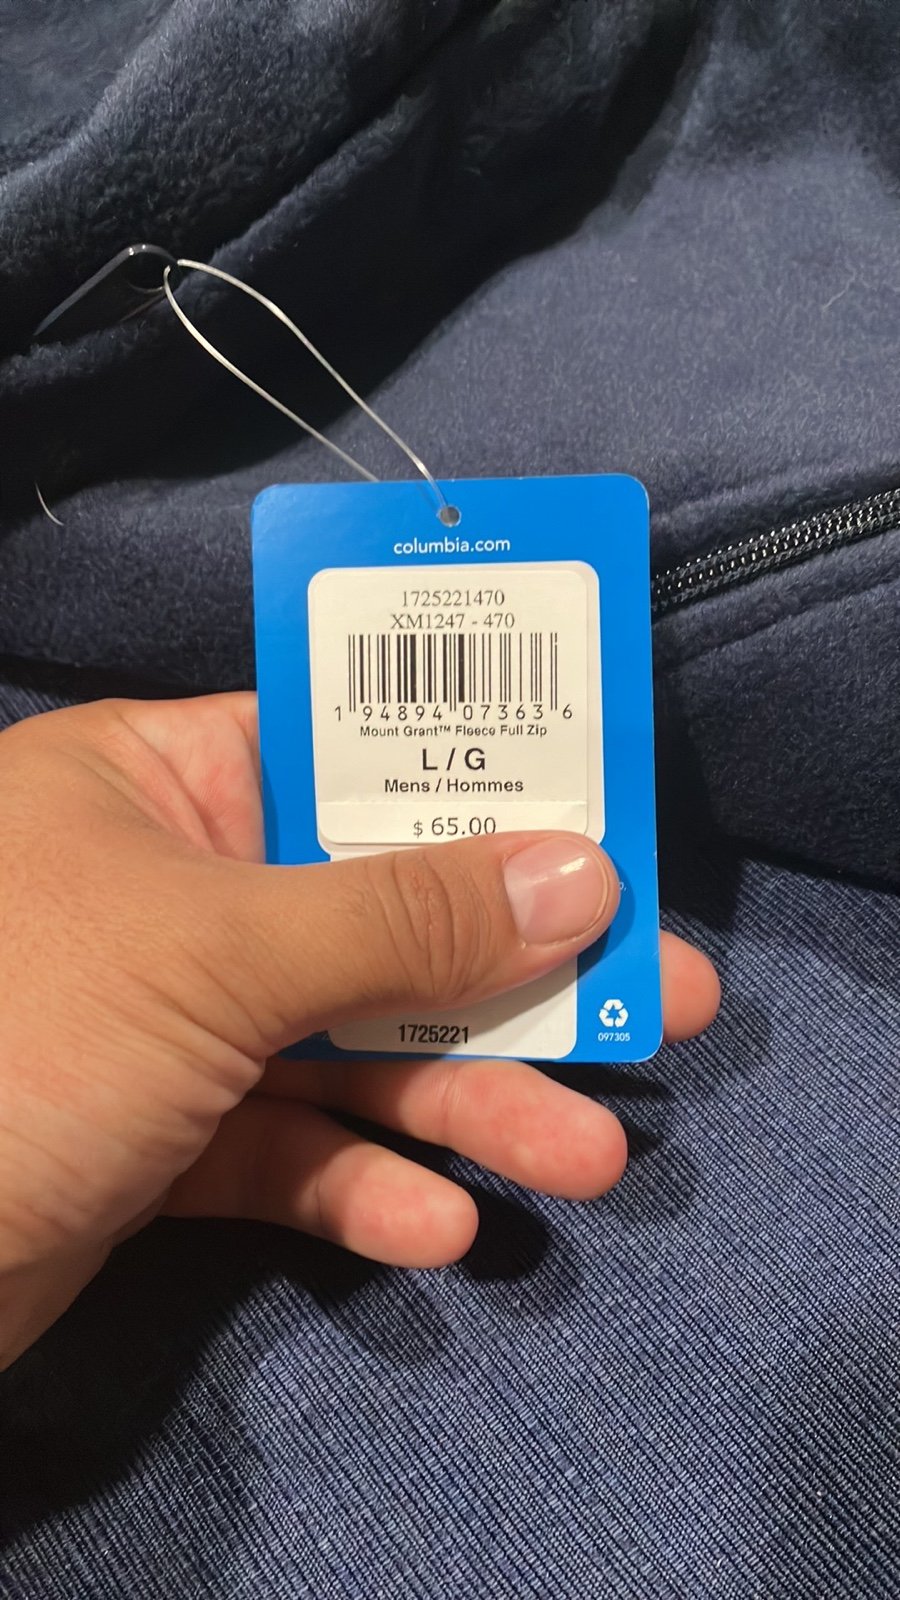 columbia.com
1725221470
XM1247 - 470
1 94894 07363 6
Mount Grant™ Fleece Full Zip
L / G
Mens / Hommes
$ 65.00
1725221
097305